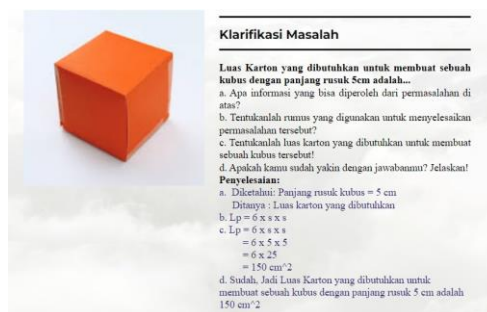 Klarifikasi Masalah
Luas Karton yang dibutuhkan untuk membuat sebuah
kubus dengan panjang rusuk 5cm adalah...
a. Apa informasi yang bisa diperoleh dari permasalahan di
atas?
b. Tentukanlah rumus yang digunakan untuk menyelesaikan
permasalahan tersebut?
c. Tentukanlah luas karton yang dibutuhkan untuk membuat
sebuah kubus tersebut!
d. Apakah kamu sudah yakin dengan jawabanmu? Jelaskan!
Penyelesaian:
a. Diketahui: Panjang rusuk kubus = 5 cm
Ditanya : Luas karton yang dibutuhkan
b. Lp = 6 x s x s
c. Lp = 6 x s x s
= 6 x 5 x 5
= 6 x 25
= 150 cm^2
d. Sudah, Jadi Luas Karton yang dibutuhkan untuk
membuat sebuah kubus dengan panjang rusuk 5 cm adalah
150 cm^2